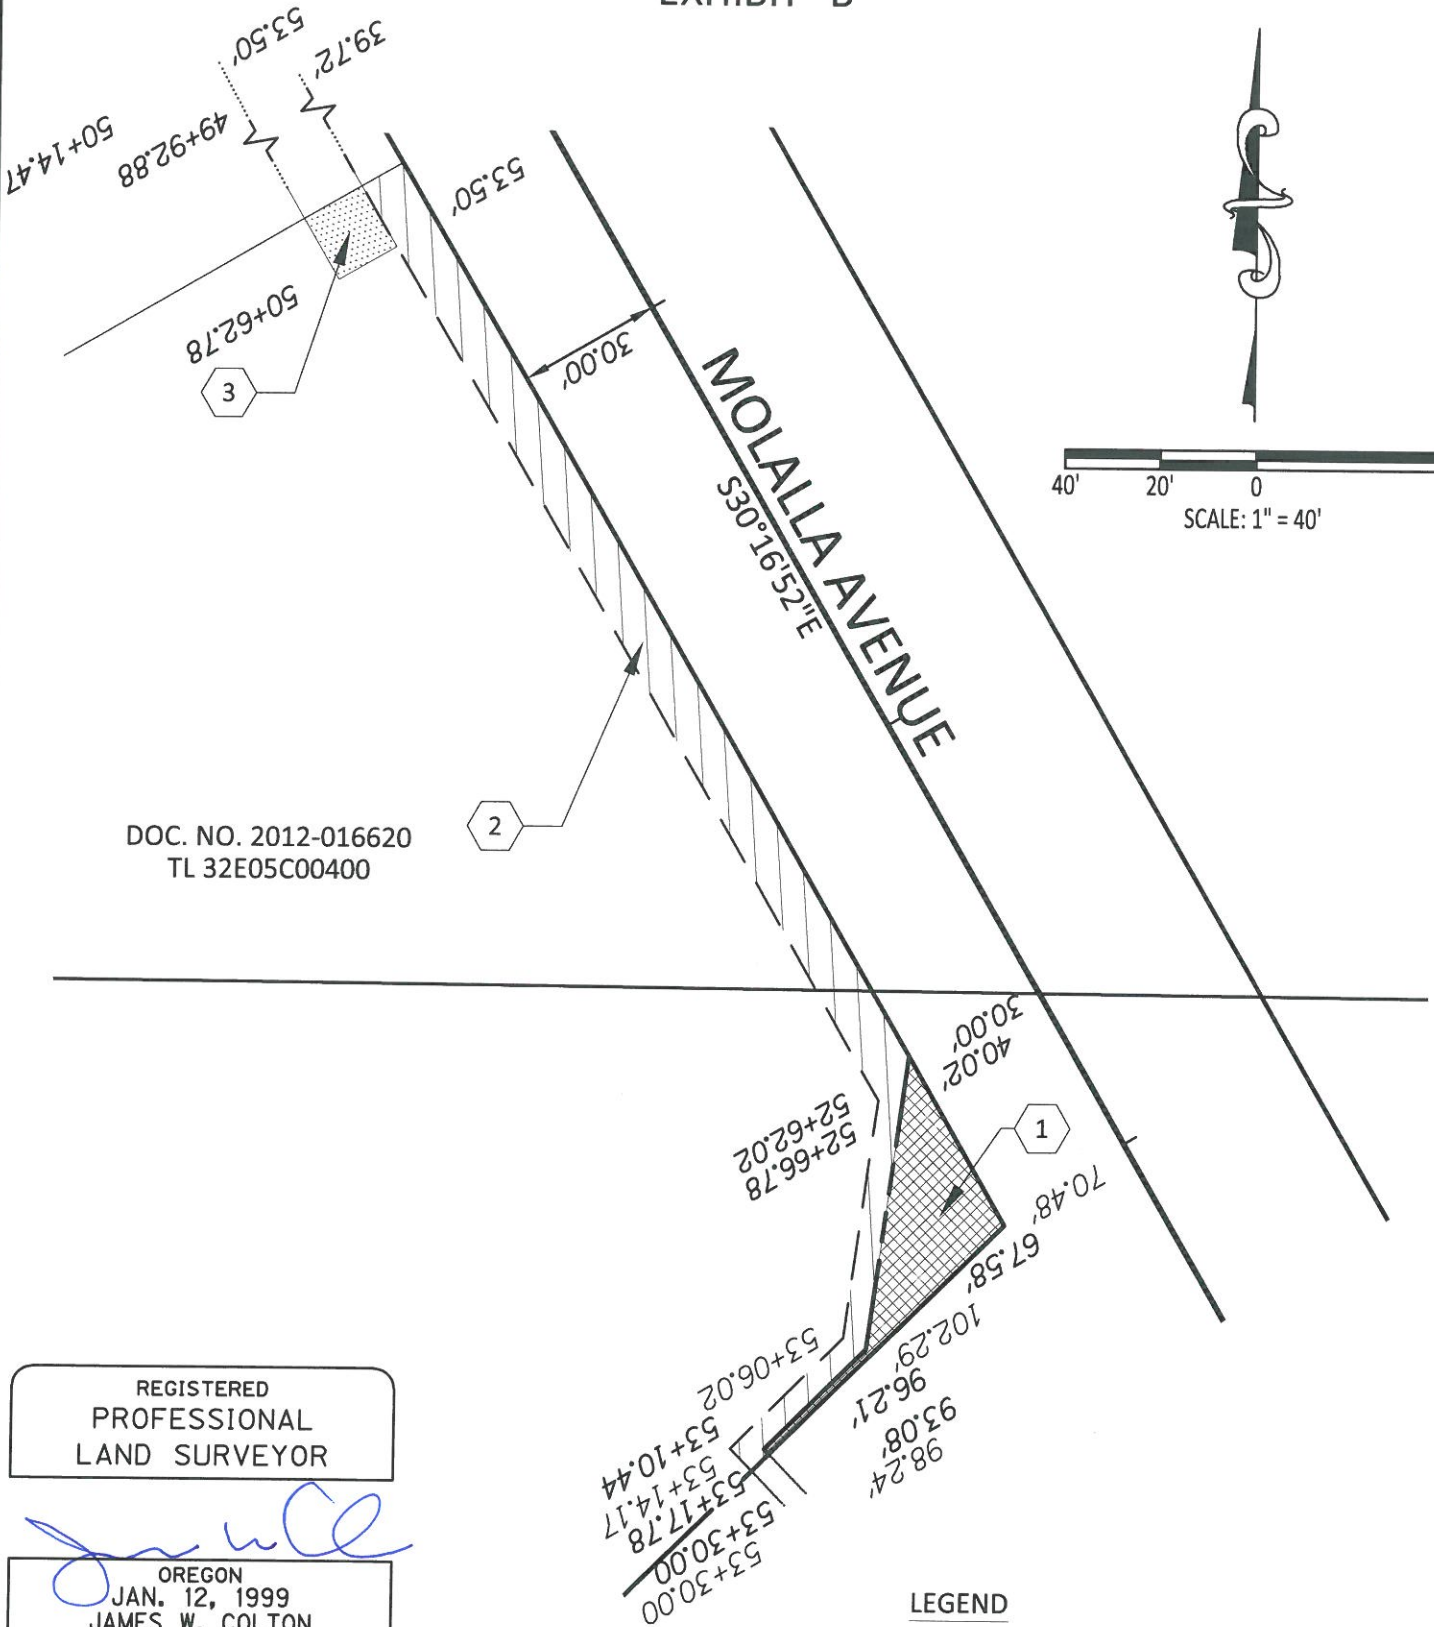 53.50'
39.72'
50+14.47
49+92.88
53.50'
50+62.78
3
30.00'
MOLALLA AVENUE
S30°16'52"E
40' 20' 0
SCALE: 1" = 40'
2
DOC. NO. 2012-016620
TL 32E05C00400
30.00'
40.02'
52+62.02
52+66.78
1
70.48'
67.58'
102.29'
96.21'
93.08'
98.24'
53+06.02
53+10.44
53+14.17
53+17.78
53+30.00
53+30.00
REGISTERED
PROFESSIONAL
LAND SURVEYOR
OREGON
JAN. 12, 1999
JAMES W. COLTON
LEGEND